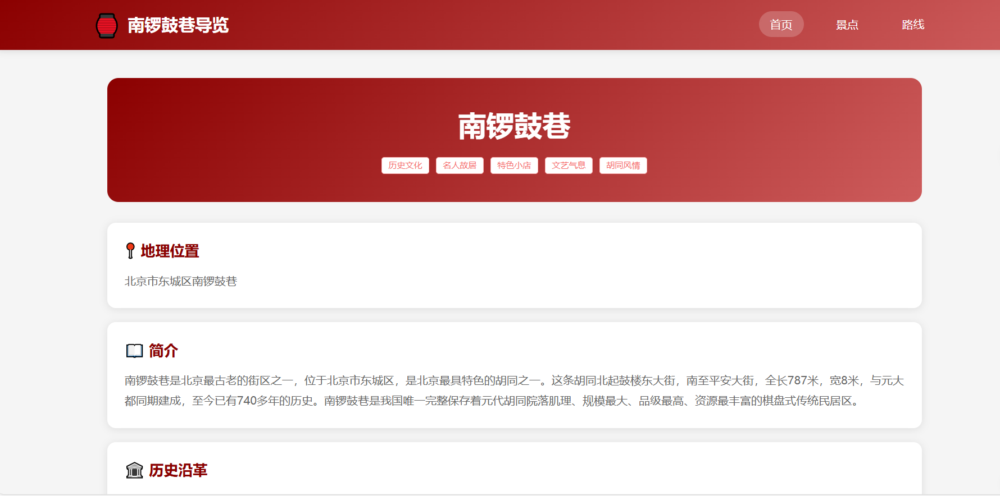 南锣鼓巷导览
首页
景点
路线
南锣鼓巷
历史文化
名人故居
特色小店
文艺气息
胡同风情
地理位置
北京市东城区南锣鼓巷
简介
南锣鼓巷是北京最古老的街区之一，位于北京市东城区，是北京最具特色的胡同之一。这条胡同北起鼓楼东大街，南至平安大街，全长787米，宽8米，与元大
都同期建成，至今已有740多年的历史。南锣鼓巷是我国唯一完整保存着元代胡同院落肌理、规模最大、品级最高、资源最丰富的棋盘式传统民居区。
历史沿革